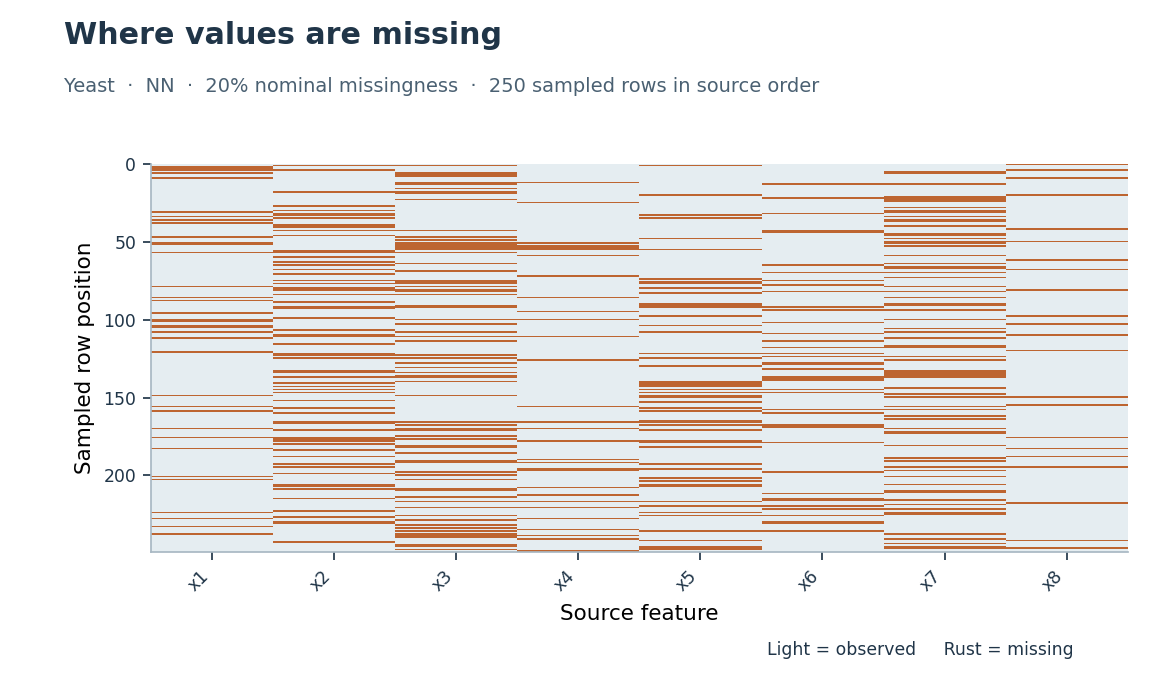 Where values are missing
Yeast · NN · 20% nominal missingness · 250 sampled rows in source order
0
50
100
150
200
Sampled row position
x1
x2
x3
x4
x5
x6
x7
x8
Source feature
Light = observed Rust = missing